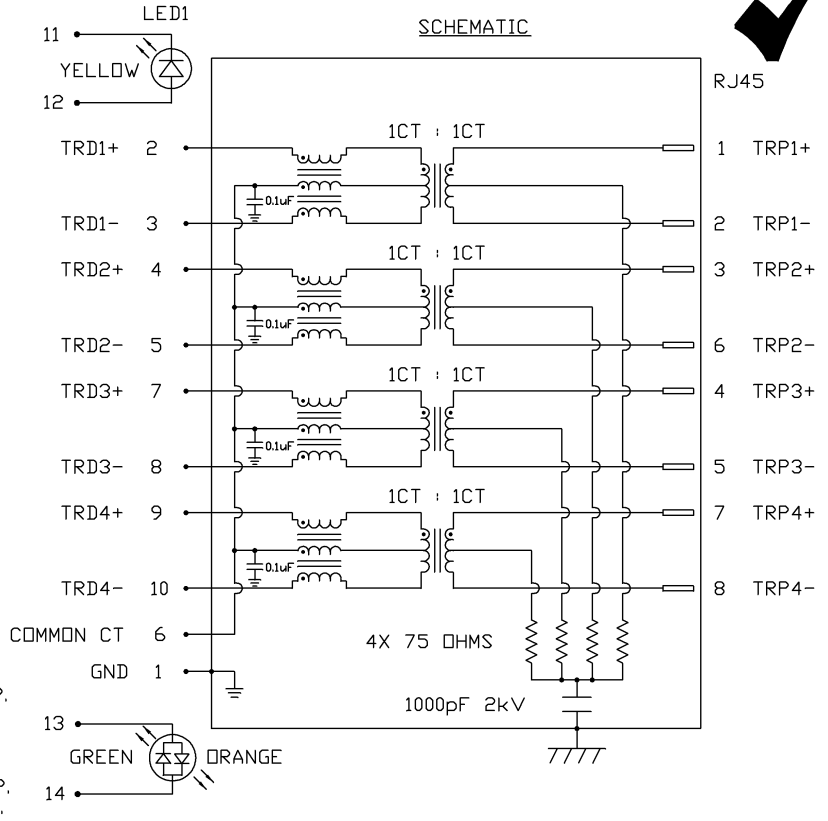 LED1
11
YELLOW
12
SCHEMATIC
RJ45
1CT : 1CT
TRD1+ 2
1 TRP1+
0.1uF
TRD1- 3
2 TRP1-
1CT : 1CT
TRD2+ 4
3 TRP2+
0.1uF
TRD2- 5
6 TRP2-
1CT : 1CT
TRD3+ 7
4 TRP3+
0.1uF
TRD3- 8
5 TRP3-
1CT : 1CT
TRD4+ 9
7 TRP4+
0.1uF
TRD4- 10
8 TRP4-
COMMON CT 6
4X 75 OHMS
GND 1
1000pF 2kV
13
GREEN
ORANGE
14